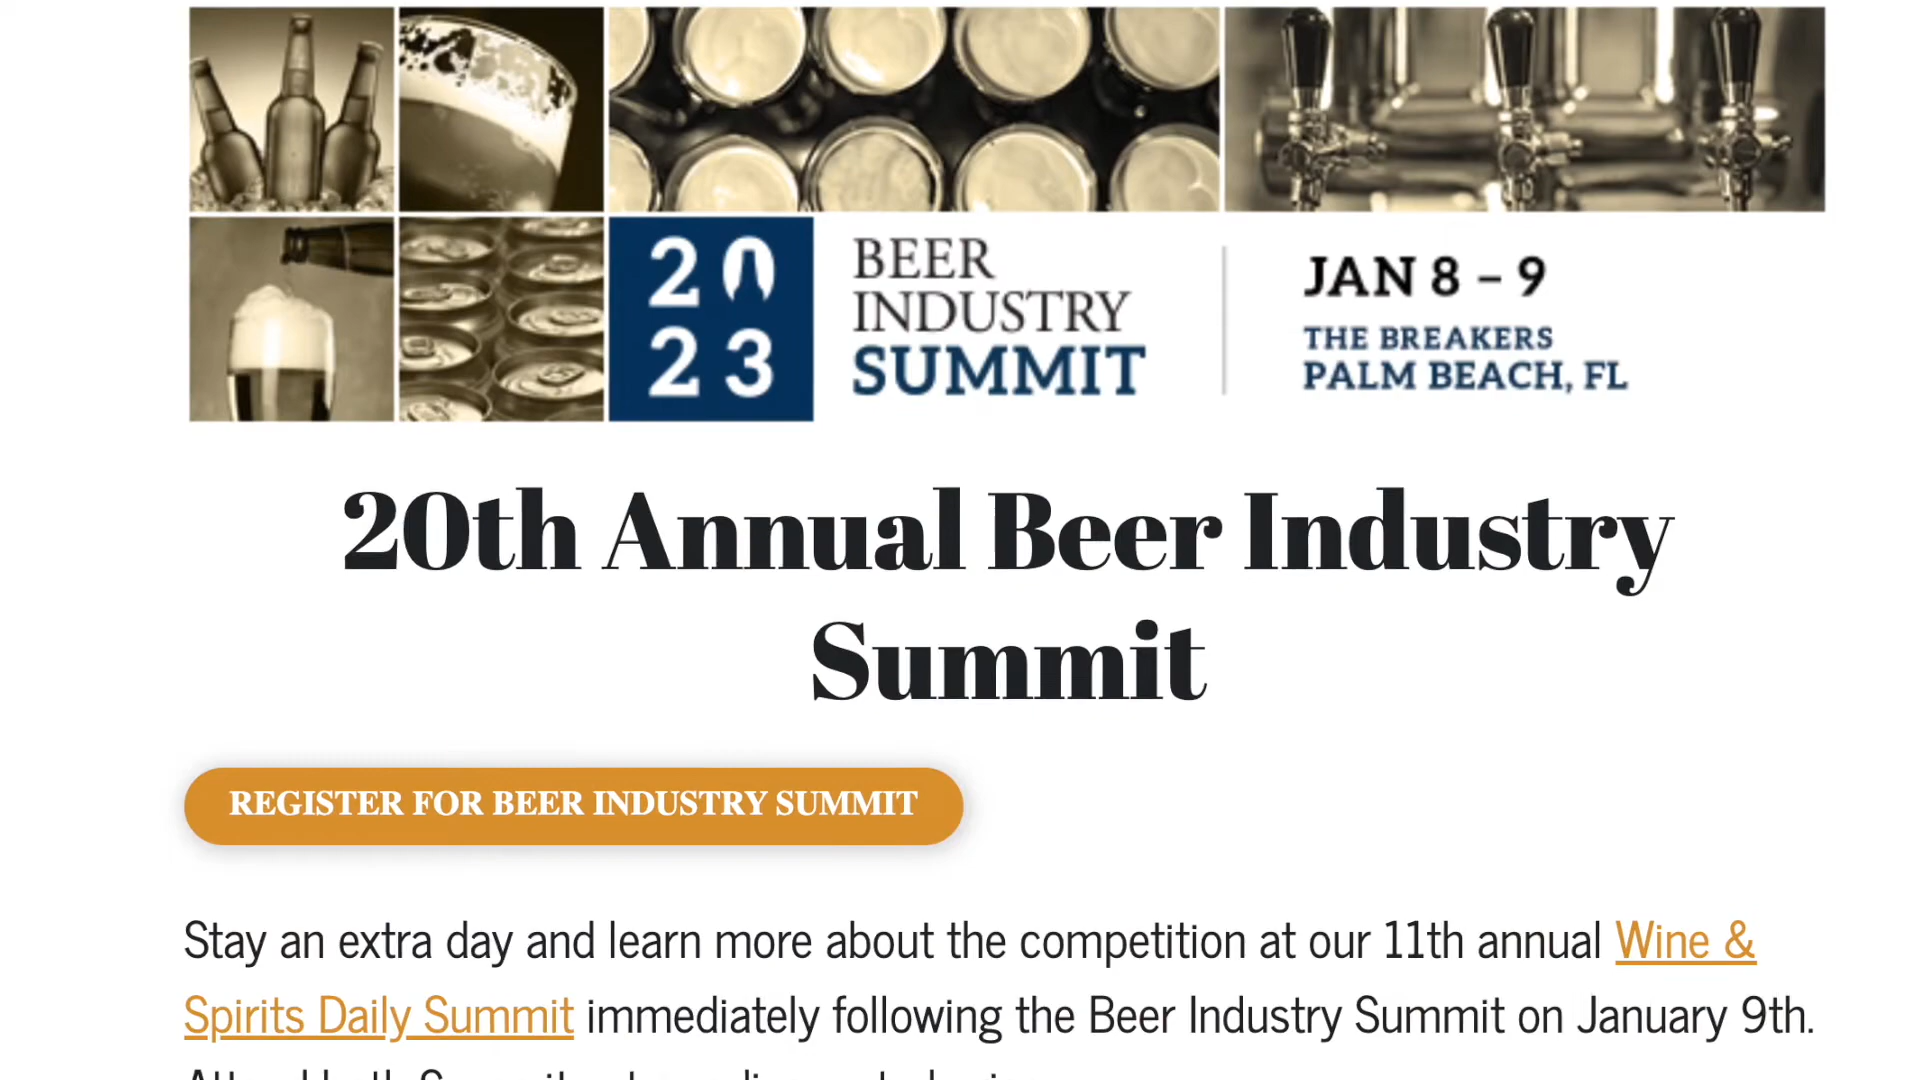 20
23
BEER
INDUSTRY
SUMMIT
JAN 8 – 9
THE BREAKERS
PALM BEACH, FL
20th Annual Beer Industry
Summit
REGISTER FOR BEER INDUSTRY SUMMIT
Stay an extra day and learn more about the competition at our 11th annual Wine &
Spirits Daily Summit immediately following the Beer Industry Summit on January 9th.